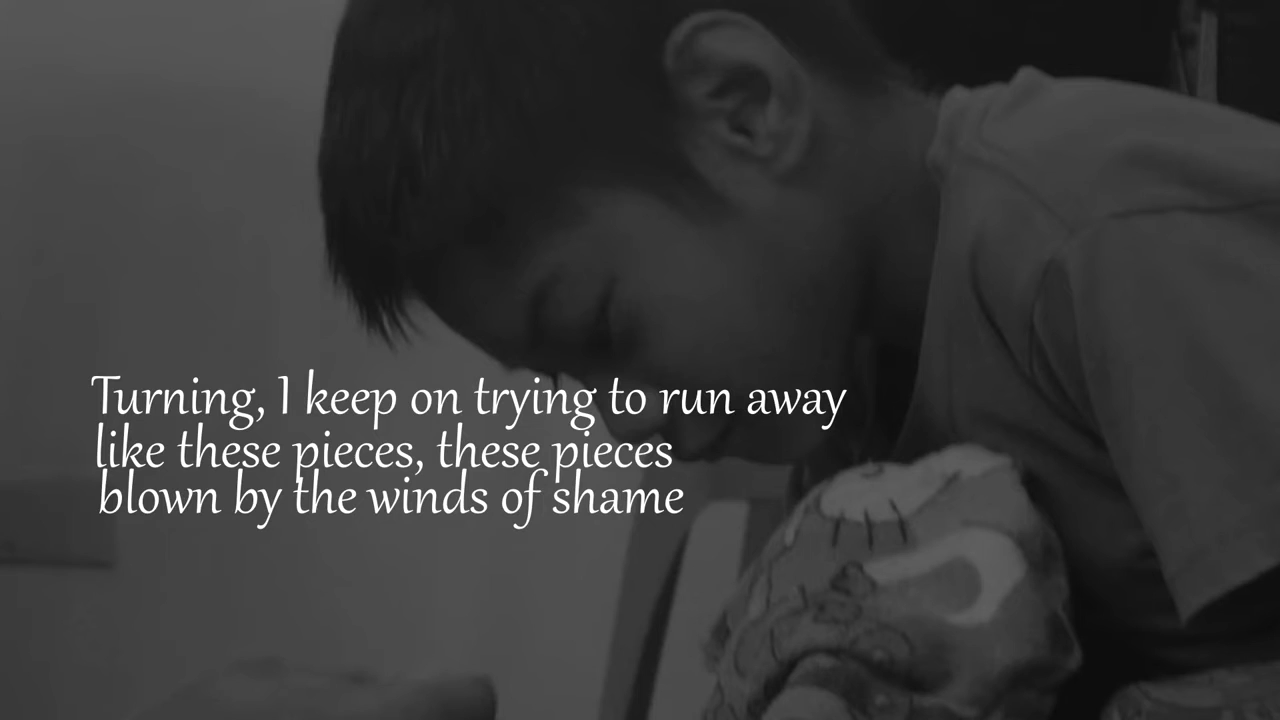 Turning, I keep on trying to run away
like these pieces, these pieces
blown by the winds of shame